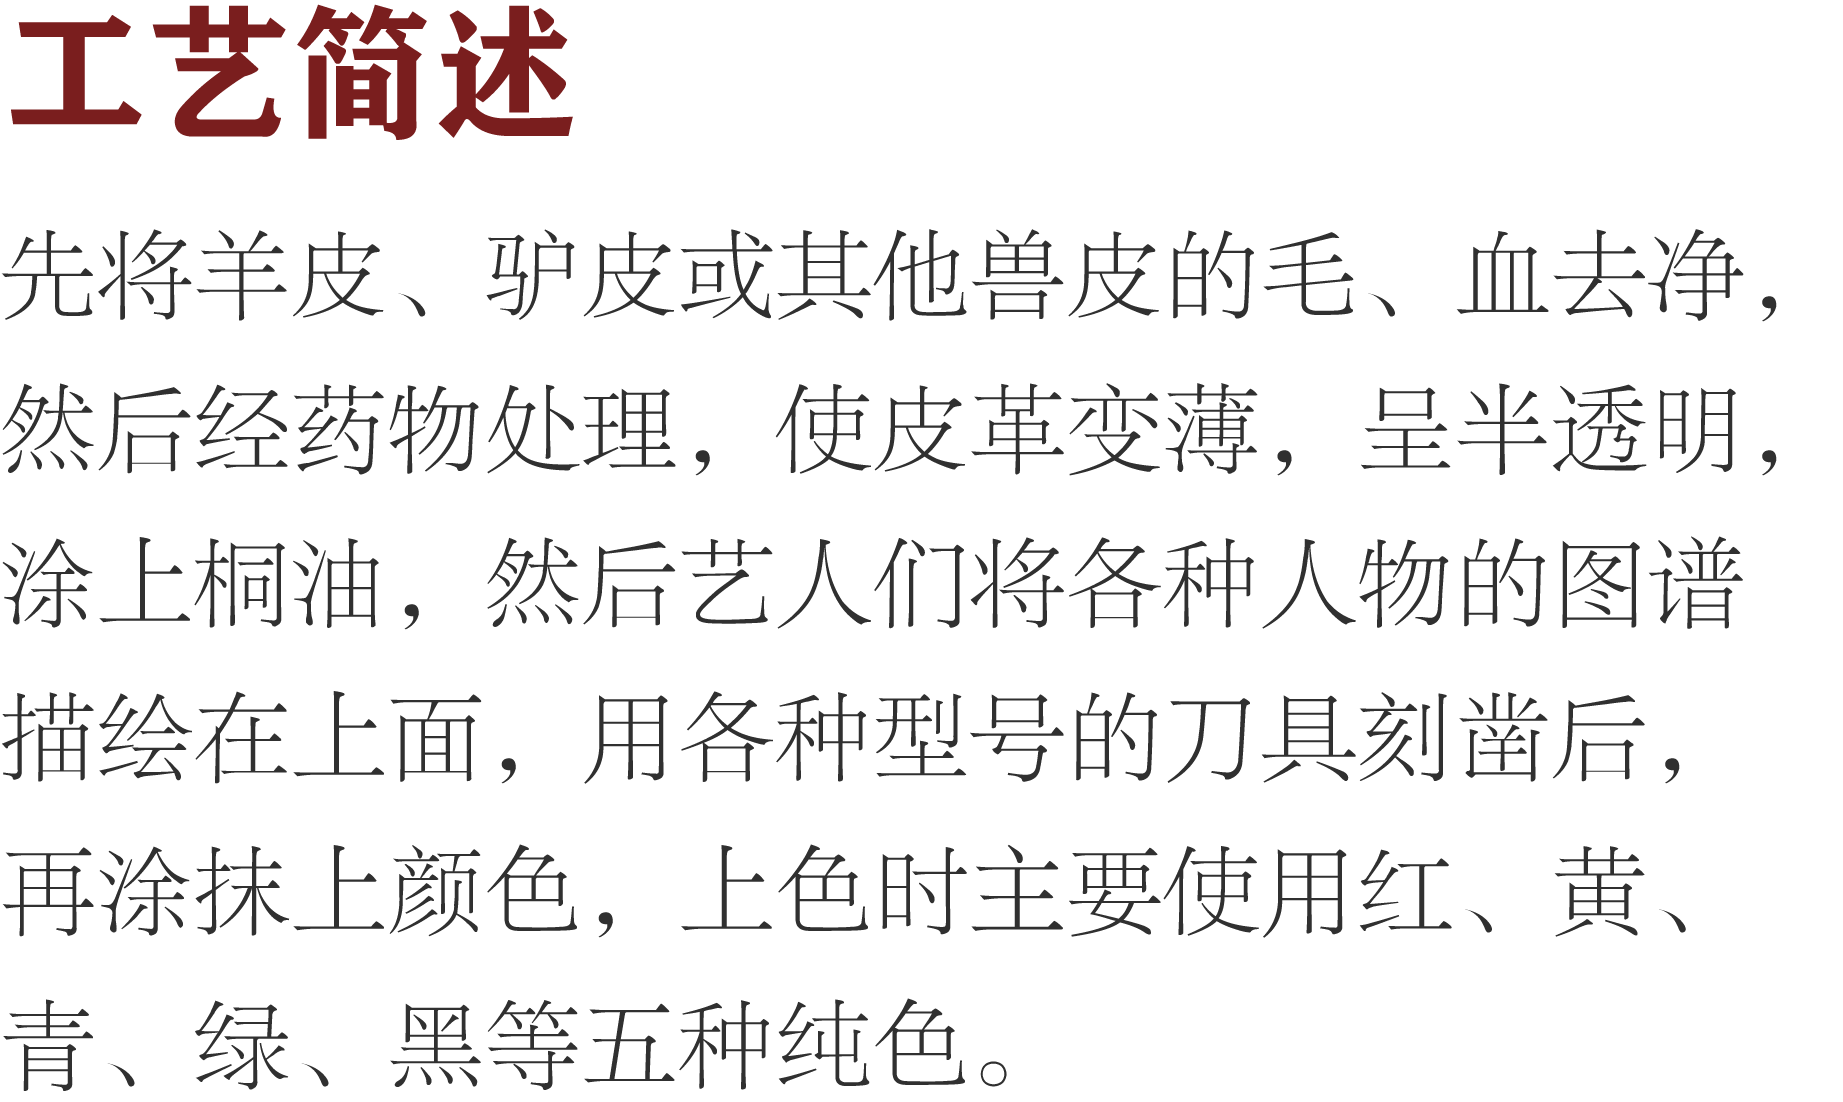 工艺简述
先将羊皮、驴皮或其他兽皮的毛、血去净，
然后经药物处理，使皮革变薄，呈半透明，
涂上桐油，然后艺人们将各种人物的图谱
描绘在上面，用各种型号的刀具刻凿后，
再涂抹上颜色，上色时主要使用红、黄、
青、绿、黑等五种纯色。